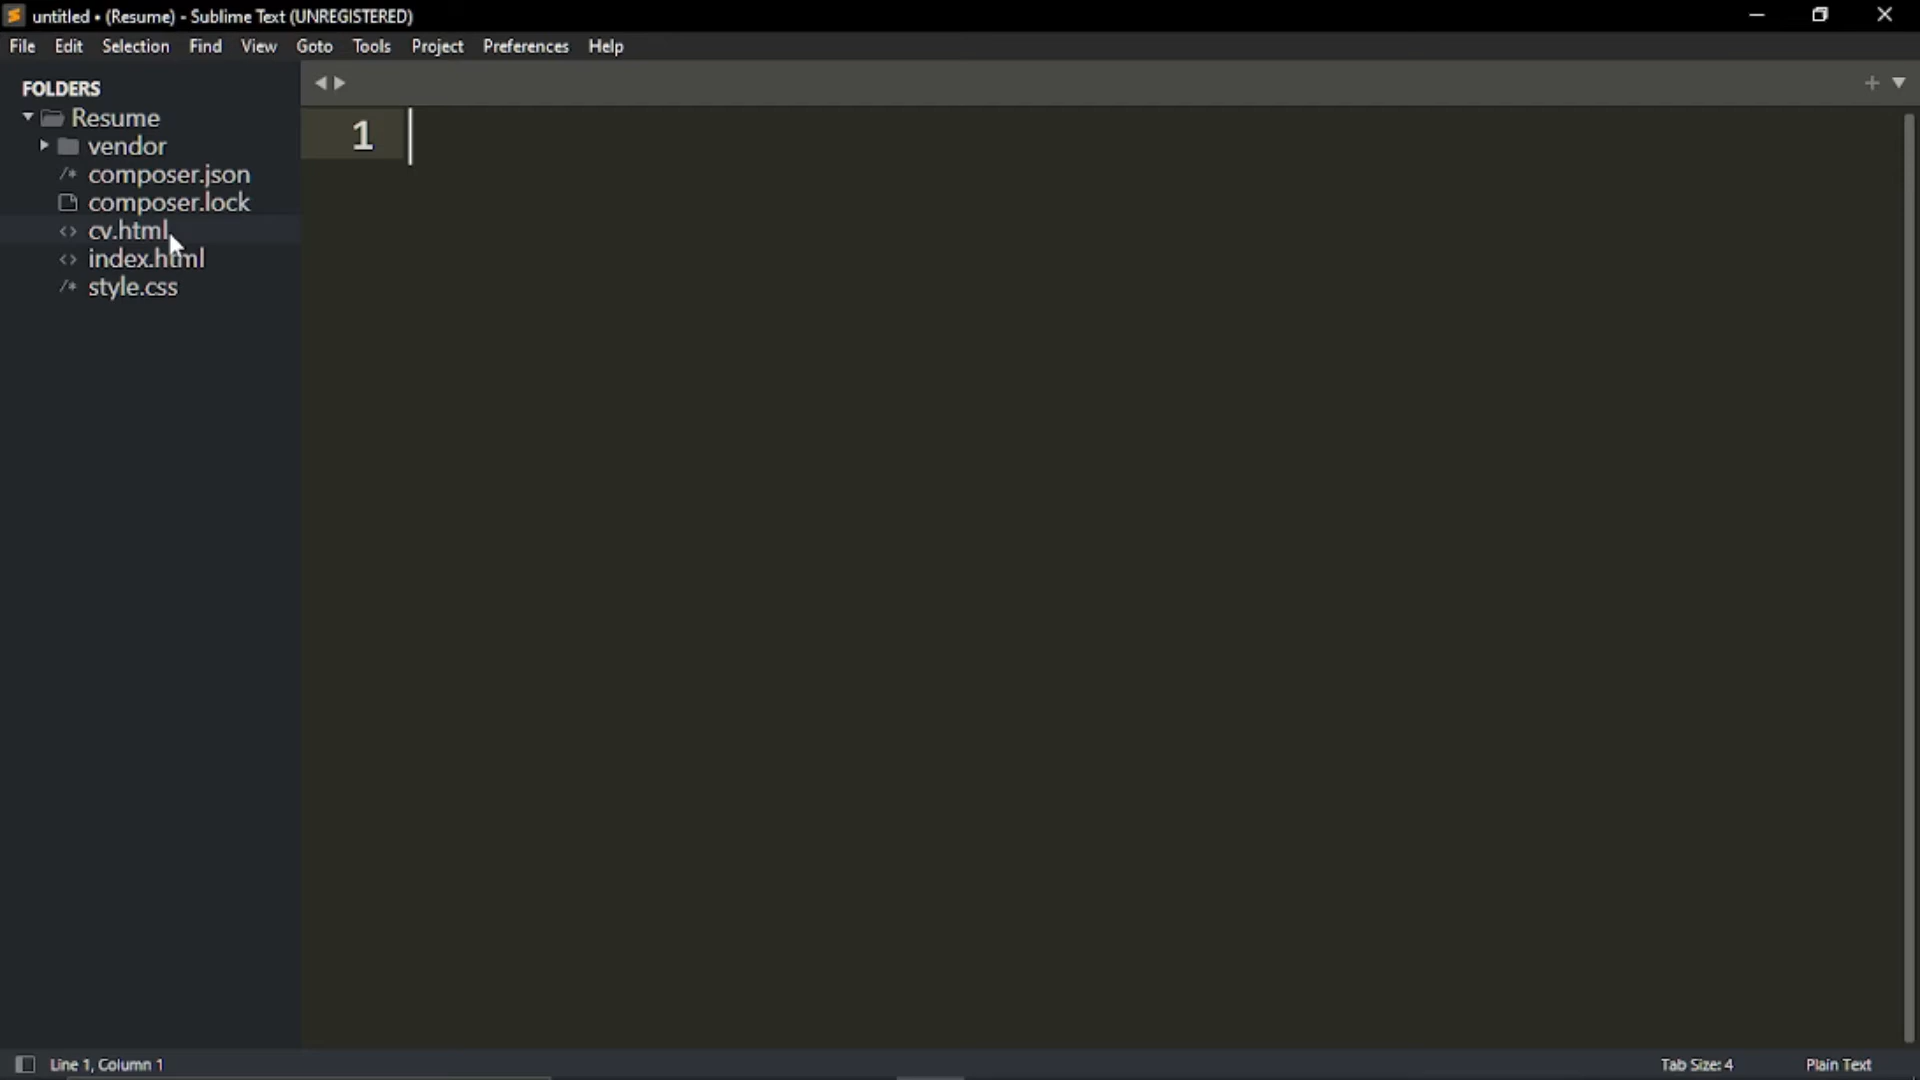 untitled • (Resume) - Sublime Text (UNREGISTERED)
File Edit Selection Find View Goto Tools Project Preferences Help
FOLDERS
Resume
vendor
/* composer.json
composer.lock
<> cv.html
<> index.html
/* style.css
1
Line 1, Column 1
Tab Size: 4
Plain Text